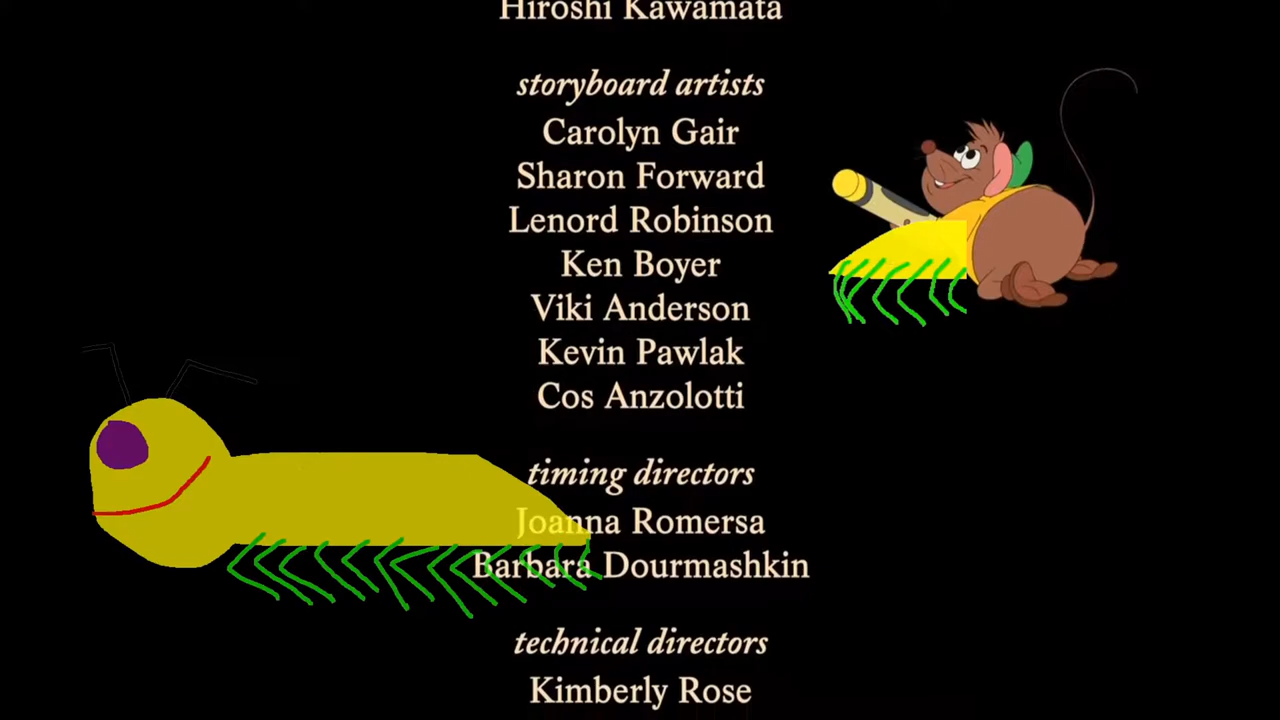 Hiroshi Kawamata
storyboard artists
Carolyn Gair
Sharon Forward
Lenord Robinson
Ken Boyer
Viki Anderson
Kevin Pawlak
Cos Anzolotti
timing directors
Joanna Romersa
Barbara Dourmashkin
technical directors
Kimberly Rose